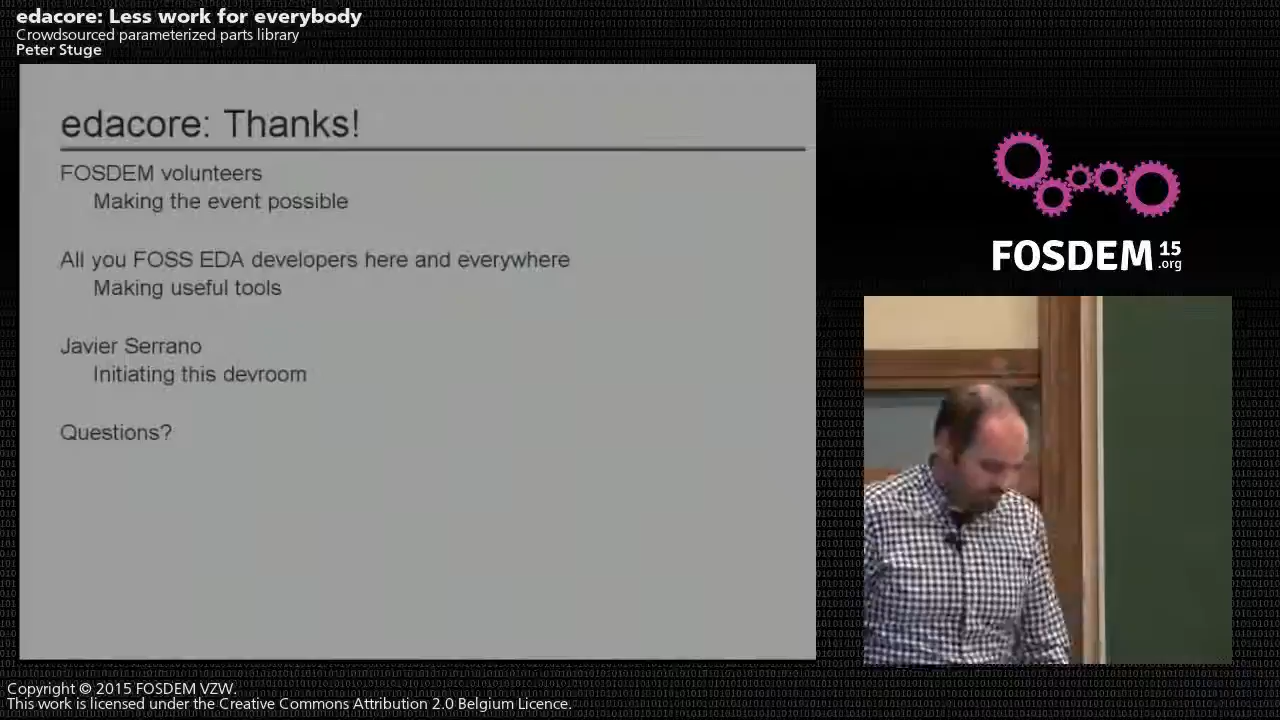 edacore: Less work for everybody
Crowdsourced parameterized parts library
Peter Stuge
edacore: Thanks!
FOSDEM volunteers
Making the event possible
All you FOSS EDA developers here and everywhere
Making useful tools
Javier Serrano
Initiating this devroom
Questions?
FOSDEM 15
.org
Copyright © 2015 FOSDEM VZW.
This work is licensed under the Creative Commons Attribution 2.0 Belgium Licence.